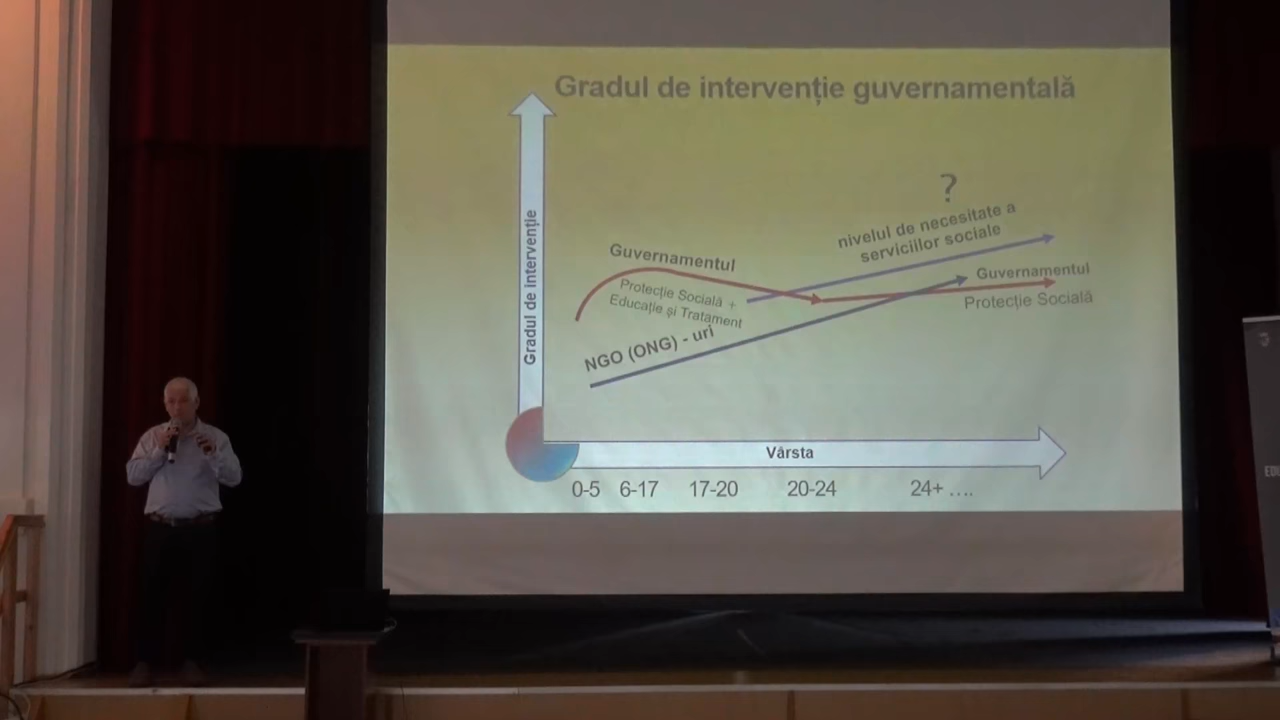 Gradul de intervenție guvernamentală
Gradul de intervenție
?
nivelul de necesitate a
serviciilor sociale
Guvernamentul
Protecție Socială +
Educație și Tratament
NGO (ONG) - uri
Guvernamentul
Protecție Socială
Vârsta
0-5 6-17 17-20 20-24 24+ ....